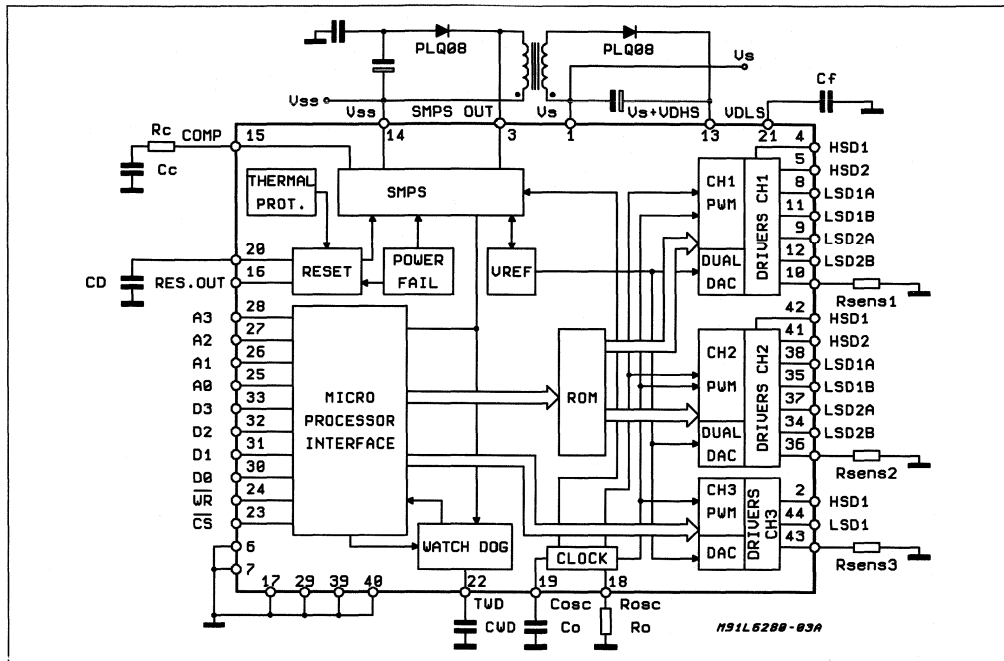 PLQ08 PLQ08
Vs
Vss Vss SMPS OUT Vs Vs+VDHS VDLS Cf
14 3 1 13 21
Rc COMP 15
Cc
4 HSD1
5 HSD2
8 LSD1A
11 LSD1B
9 LSD2A
12 LSD2B
10
Rsens1
THERMAL
PROT.
SMPS
CH1
PWM
DUAL
DAC
DRIVERS CH1
20
CD RES.OUT 16
RESET
POWER
FAIL
VREF
A3 28
A2 27
A1 26
A0 25
D3 33
D2 32
D1 31
D0 30
W̅R̅ 24
C̅S̅ 23
6
7
MICRO
PROCESSOR
INTERFACE
ROM
42 HSD1
41 HSD2
38 LSD1A
35 LSD1B
37 LSD2A
34 LSD2B
36
Rsens2
CH2
PWM
DUAL
DAC
DRIVERS CH2
CH3
PWM
DAC
DRIVERS
CH3
2 HSD1
44 LSD1
43
Rsens3
WATCH DOG
CLOCK
17 29 39 40 22 19 18
TWD Cosc Rosc
CWD Co Ro
M91L6280-03A